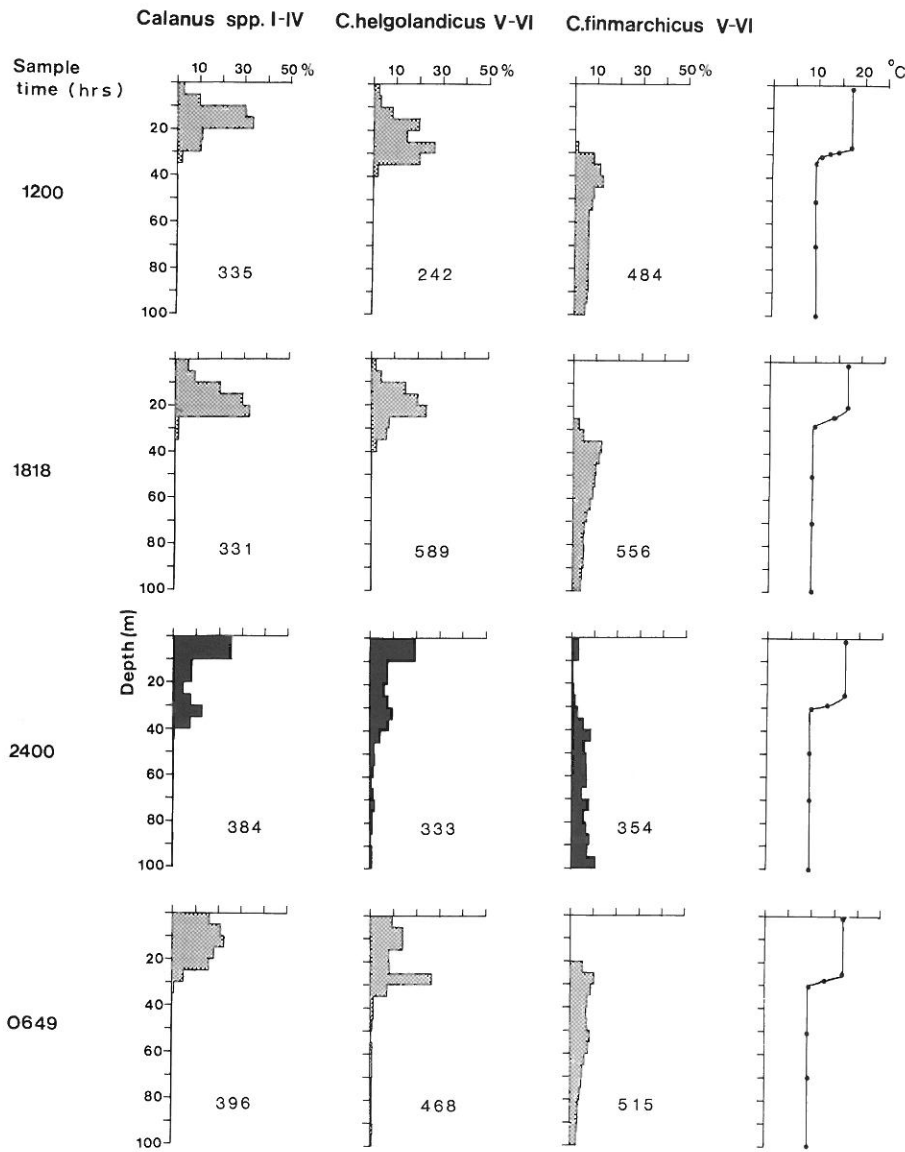 Calanus spp. I-IV C.helgolandicus V-VI C.finmarchicus V-VI
Sample
time (hrs)
10 30 50 % 10 30 50 % 10 30 50 % 10 20 °C
20
40
1200
60
80
100
335 242 484
20
40
1818
60
80
100
331 589 556
Depth (m)
20
40
2400
60
80
100
384 333 354
20
40
0649
60
80
100
396 468 515